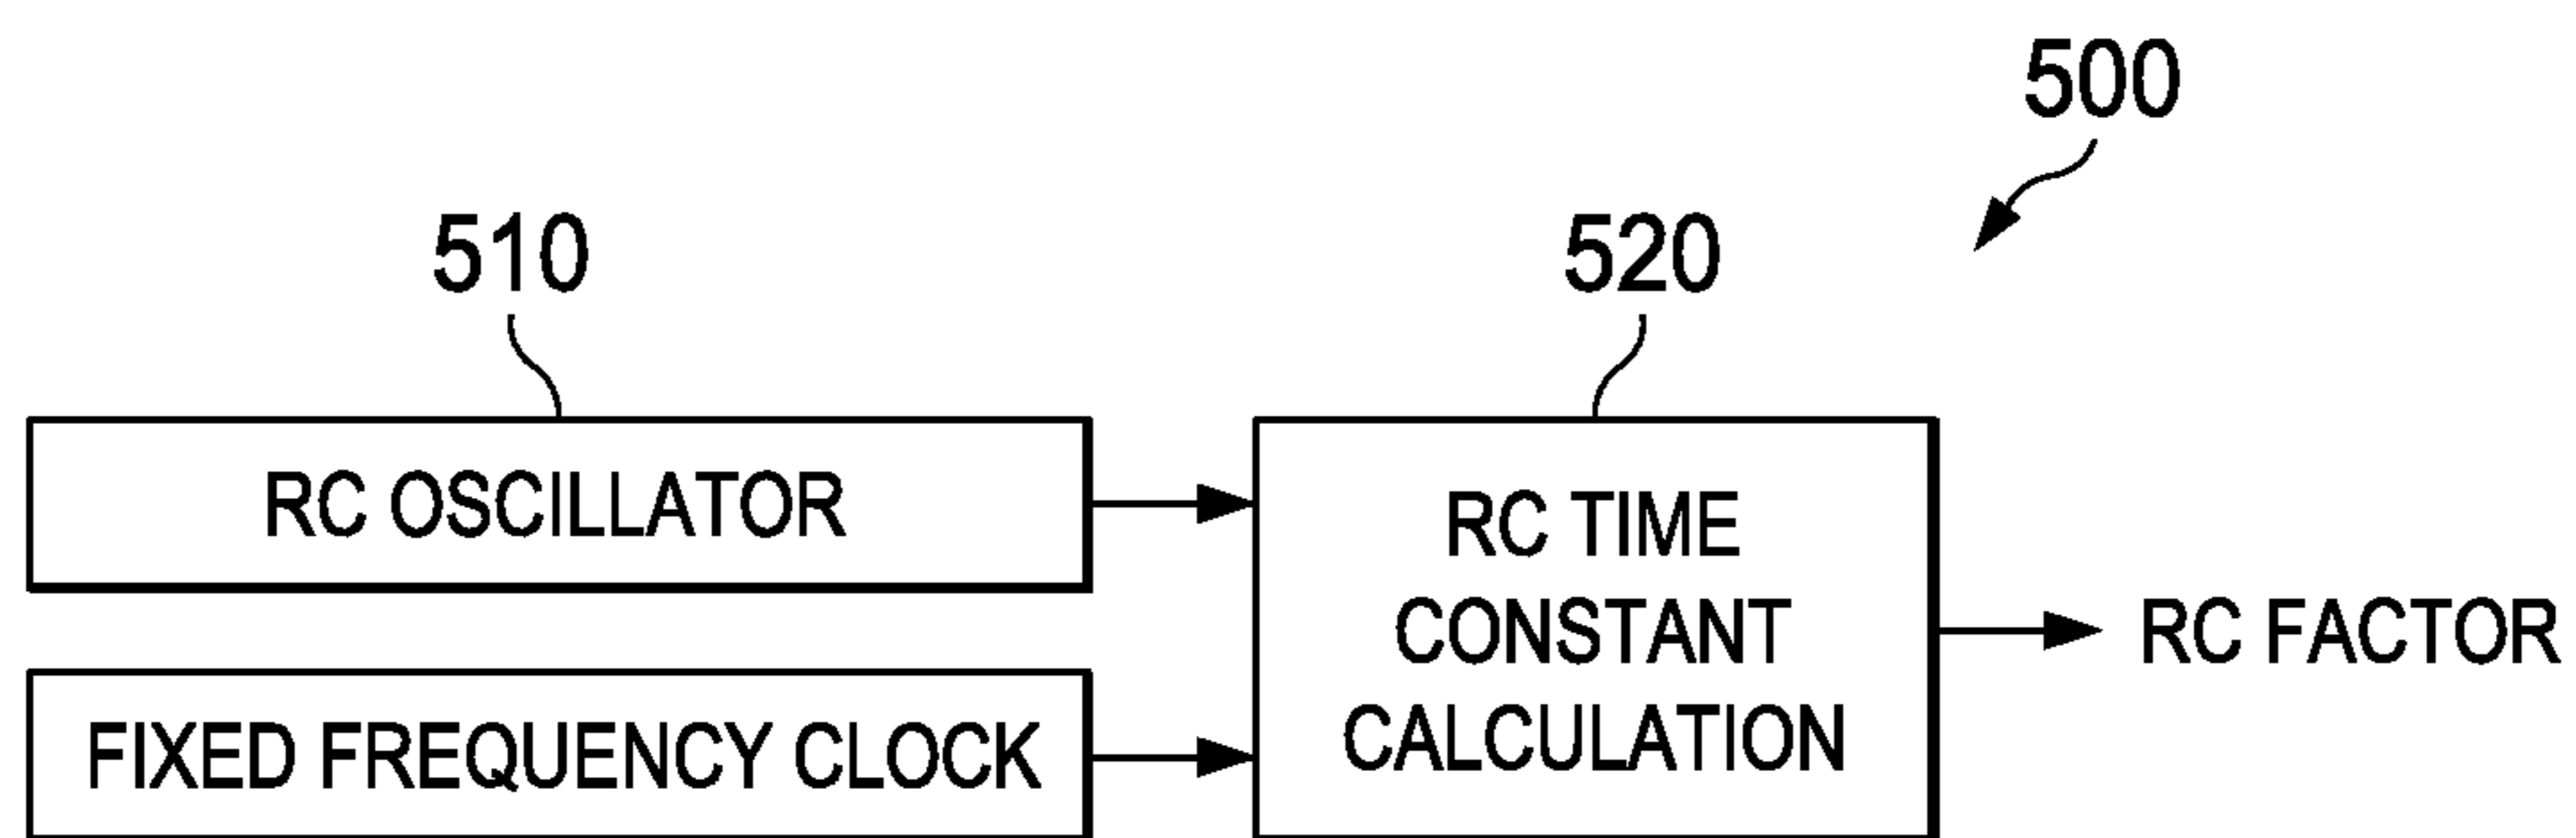 500
510
520
RC OSCILLATOR
FIXED FREQUENCY CLOCK
RC TIME
CONSTANT
CALCULATION
RC FACTOR